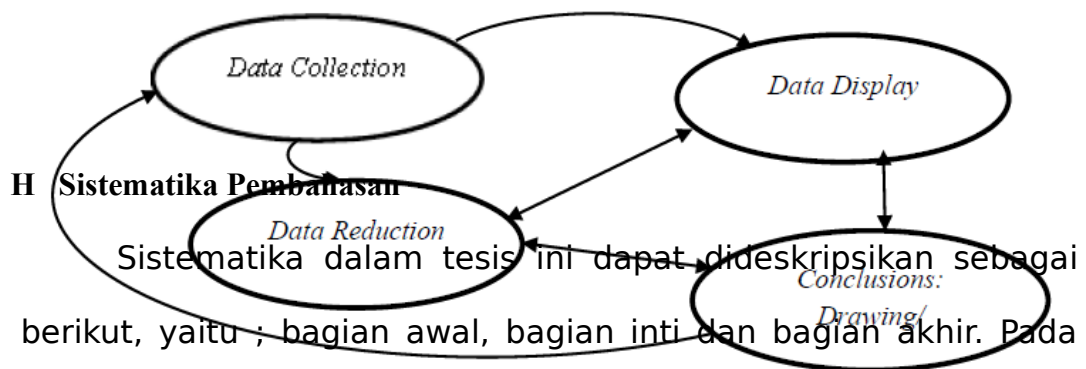 Data Collection
Data Display
H Sistematika Pembahasan
Data Reduction
Sistematika dalam tesis ini dapat dideskripsikan sebagai
Conclusions:
Drawing/
berikut, yaitu ; bagian awal, bagian inti dan bagian akhir. Pada